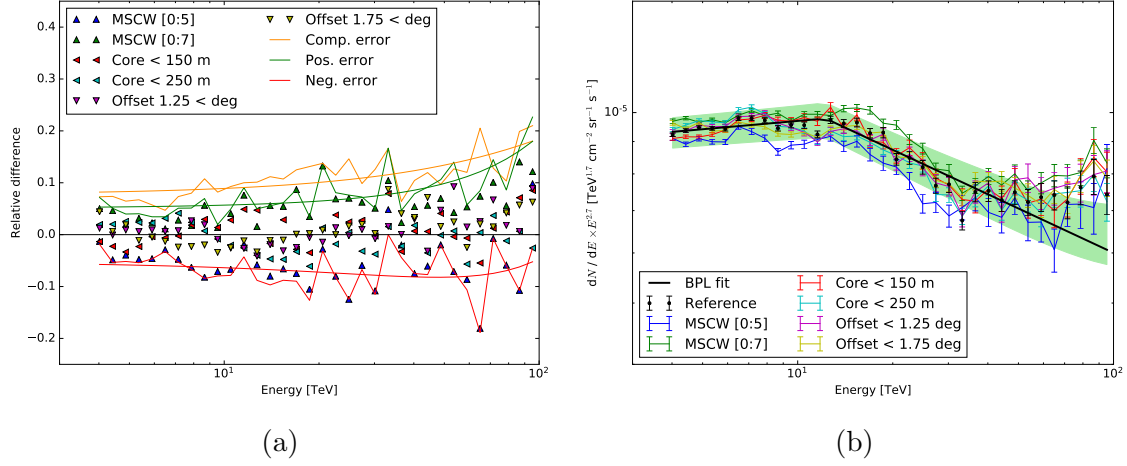 0.4
0.3
0.2
0.1
0.0
−0.1
−0.2
Relative difference
MSCW [0:5]
MSCW [0:7]
Core < 150 m
Core < 250 m
Offset 1.25 < deg
Offset 1.75 < deg
Comp. error
Pos. error
Neg. error
10¹
10²
Energy [TeV]
(a)
10⁻⁵
dN / dE ×E²·⁷ [TeV¹·⁷ cm⁻² sr⁻¹ s⁻¹]
BPL fit
Reference
MSCW [0:5]
MSCW [0:7]
Core < 150 m
Core < 250 m
Offset < 1.25 deg
Offset < 1.75 deg
10¹
10²
Energy [TeV]
(b)